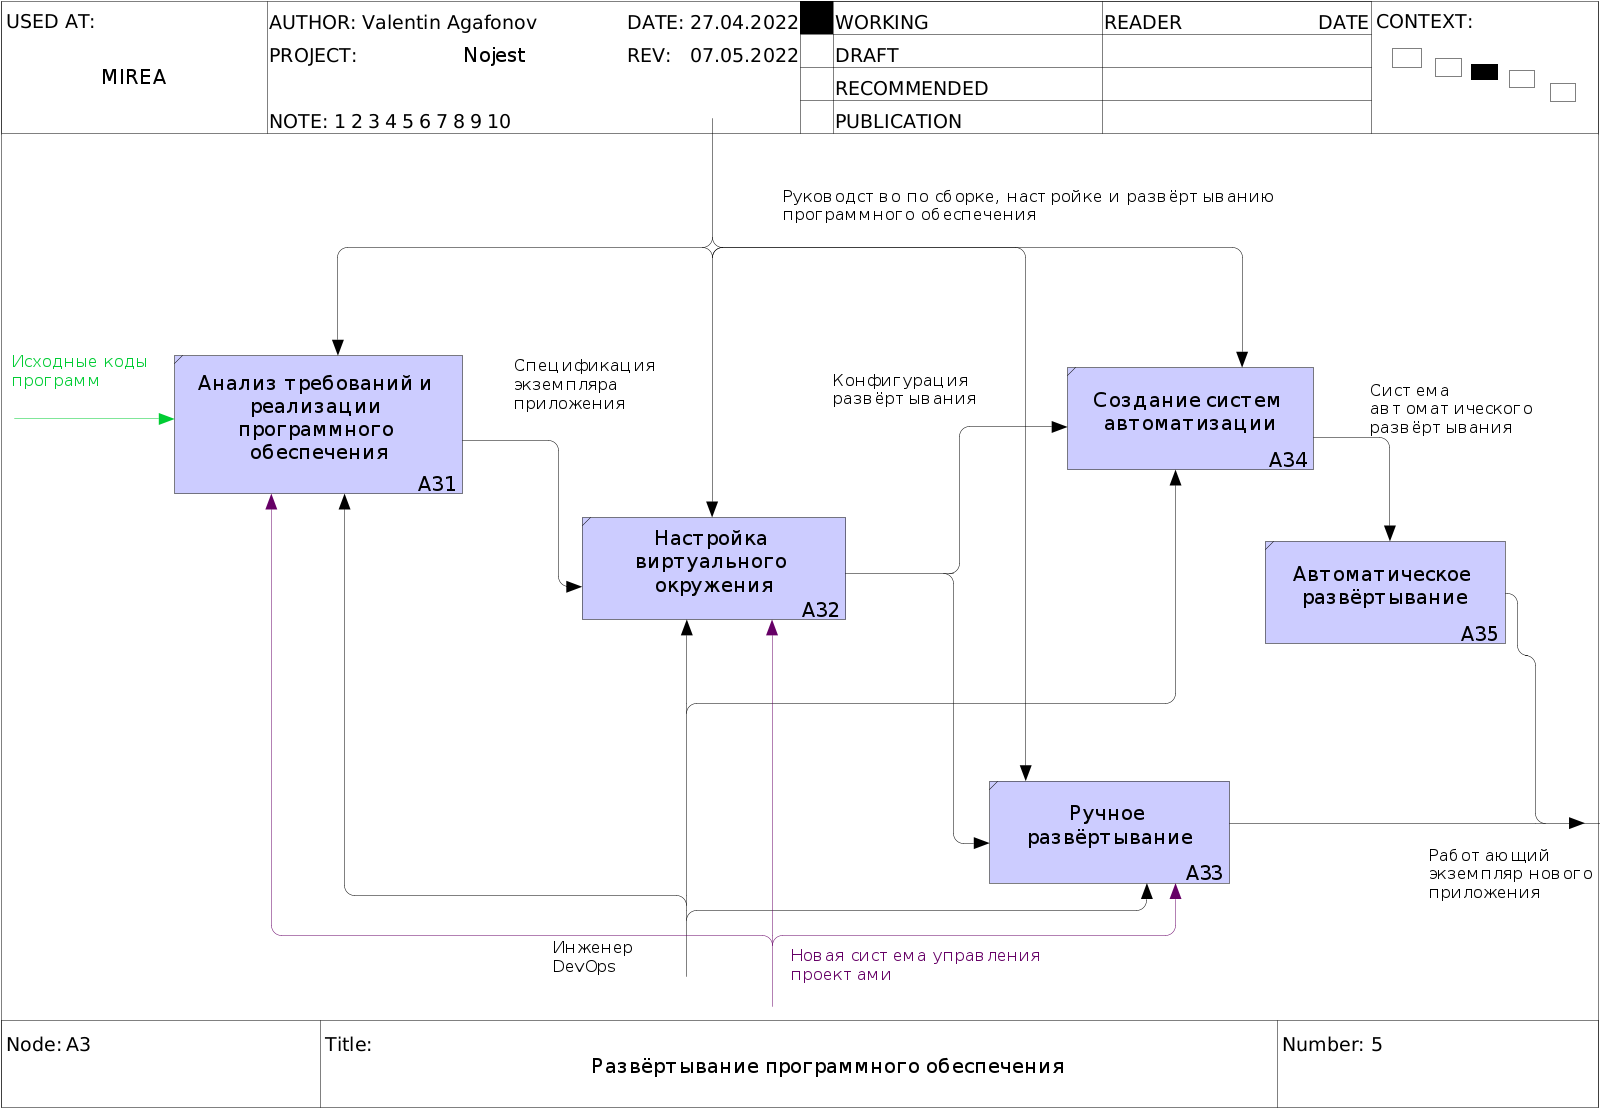 USED AT:
MIREA
AUTHOR: Valentin Agafonov
DATE: 27.04.2022
PROJECT:
Nojest
REV: 07.05.2022
NOTE: 1 2 3 4 5 6 7 8 9 10
WORKING
DRAFT
RECOMMENDED
PUBLICATION
READER
DATE
CONTEXT:
Руководство по сборке, настройке и развёртыванию
программного обеспечения
Исходные коды
программ
Анализ требований и
реализации
программного
обеспечения
A31
Спецификация
экземпляра
приложения
Настройка
виртуального
окружения
A32
Конфигурация
развёртывания
Создание систем
автоматизации
A34
Система
автоматического
развёртывания
Автоматическое
развёртывание
A35
Ручное
развёртывание
A33
Работающий
экземпляр нового
приложения
Инженер
DevOps
Новая система управления
проектами
Node: A3
Title:
Развёртывание программного обеспечения
Number: 5